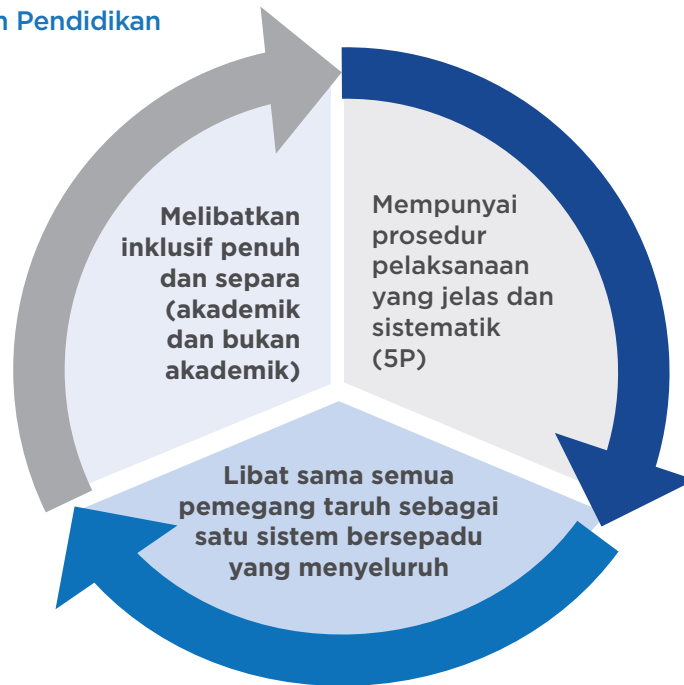 n Pendidikan
Melibatkan
inklusif penuh
dan separa
(akademik
dan bukan
akademik)
Mempunyai
prosedur
pelaksanaan
yang jelas dan
sistematik
(5P)
Libat sama semua
pemegang taruh sebagai
satu sistem bersepadu
yang menyeluruh